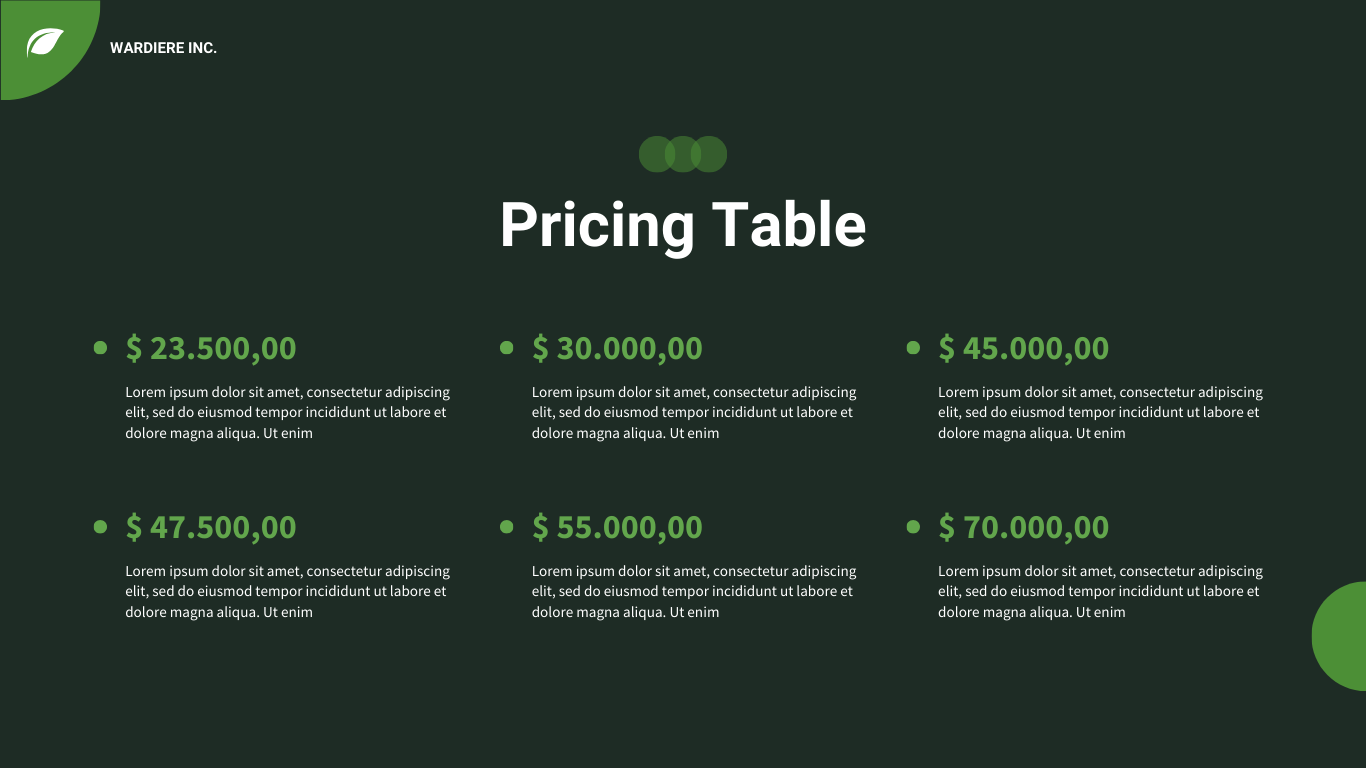 WARDIERE INC.
Pricing Table
$ 23.500,00
Lorem ipsum dolor sit amet, consectetur adipiscing
elit, sed do eiusmod tempor incididunt ut labore et
dolore magna aliqua. Ut enim
$ 30.000,00
Lorem ipsum dolor sit amet, consectetur adipiscing
elit, sed do eiusmod tempor incididunt ut labore et
dolore magna aliqua. Ut enim
$ 45.000,00
Lorem ipsum dolor sit amet, consectetur adipiscing
elit, sed do eiusmod tempor incididunt ut labore et
dolore magna aliqua. Ut enim
$ 47.500,00
Lorem ipsum dolor sit amet, consectetur adipiscing
elit, sed do eiusmod tempor incididunt ut labore et
dolore magna aliqua. Ut enim
$ 55.000,00
Lorem ipsum dolor sit amet, consectetur adipiscing
elit, sed do eiusmod tempor incididunt ut labore et
dolore magna aliqua. Ut enim
$ 70.000,00
Lorem ipsum dolor sit amet, consectetur adipiscing
elit, sed do eiusmod tempor incididunt ut labore et
dolore magna aliqua. Ut enim